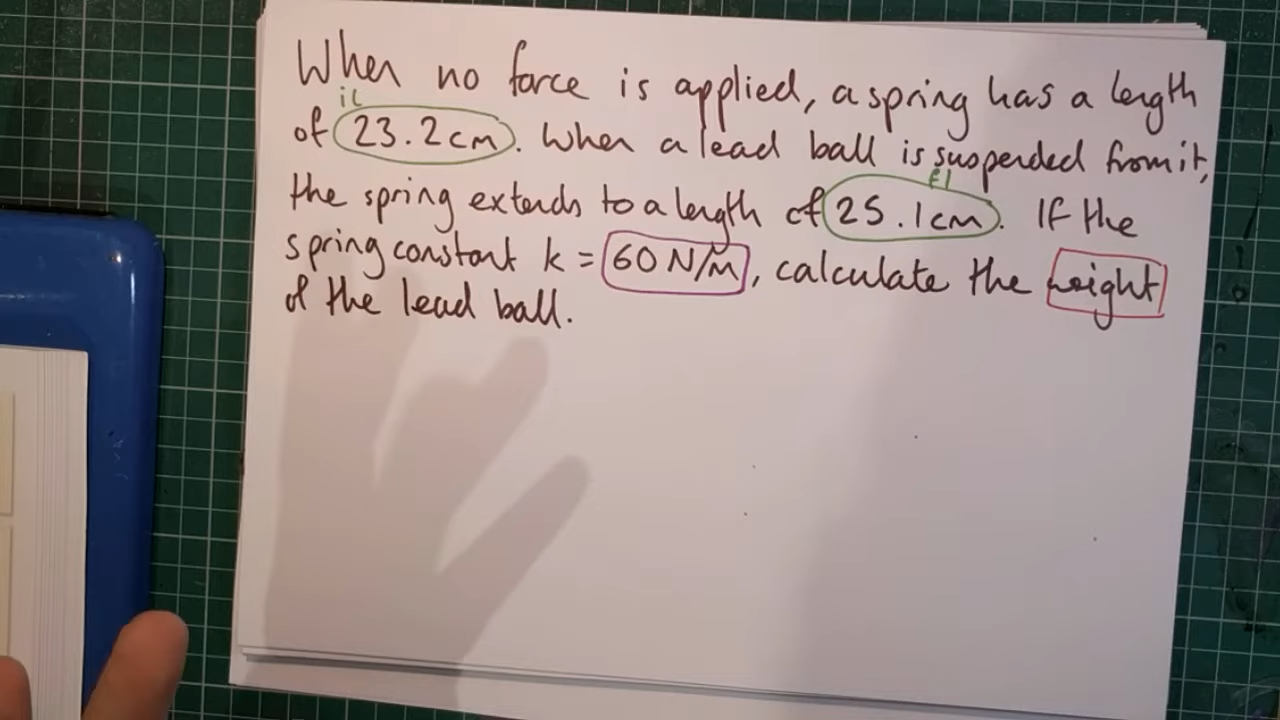 When no force is applied, a spring has a length
il
of 23.2cm. When a lead ball is suspended from it,
fl
the spring extends to a length of 25.1cm. If the
spring constant k = 60 N/m, calculate the weight
of the lead ball.